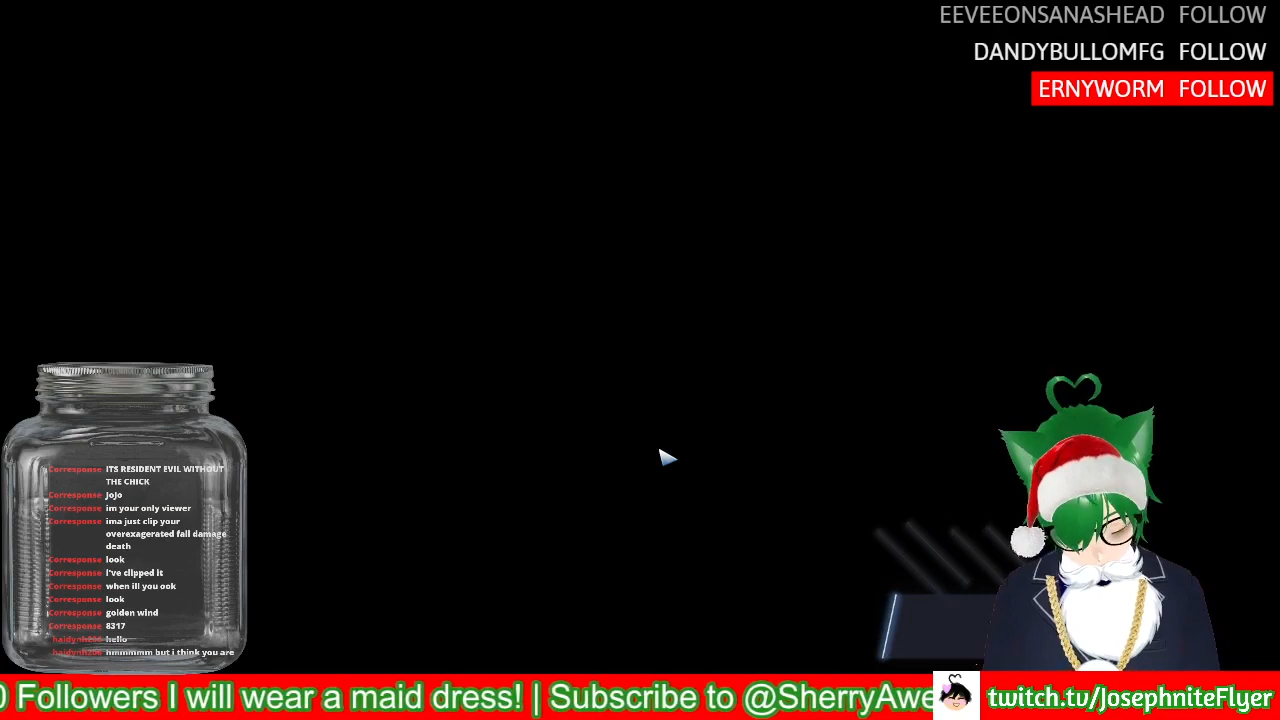 EEVEEONSANASHEAD FOLLOW
DANDYBULLOMFG FOLLOW
ERNYWORM FOLLOW
Corresponse ITS RESIDENT EVIL WITHOUT
THE CHICK
Corresponse JoJo
Corresponse im your only viewer
Corresponse ima just clip your
overexagerated fall damage
death
Corresponse look
Corresponse i've clipped it
Corresponse when ill you ook
Corresponse look
Corresponse golden wind
Corresponse 8317
hello
hmmmmm but i think you are
0 Followers I will wear a maid dress! | Subscribe to @SherryAwe
twitch.tv/JosephniteFlyer